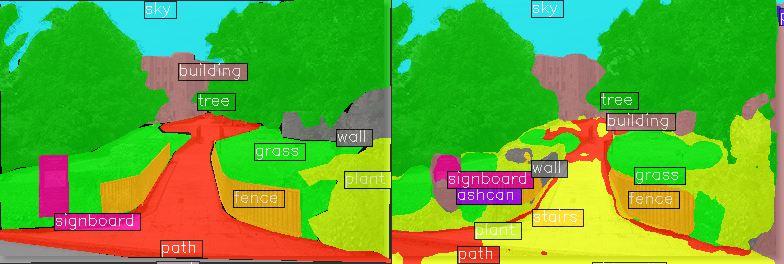 sky
building
tree
wall
grass
plant
fence
signboard
path
sky
tree
building
wall
grass
signboard
ashcan
fence
stairs
plant
path